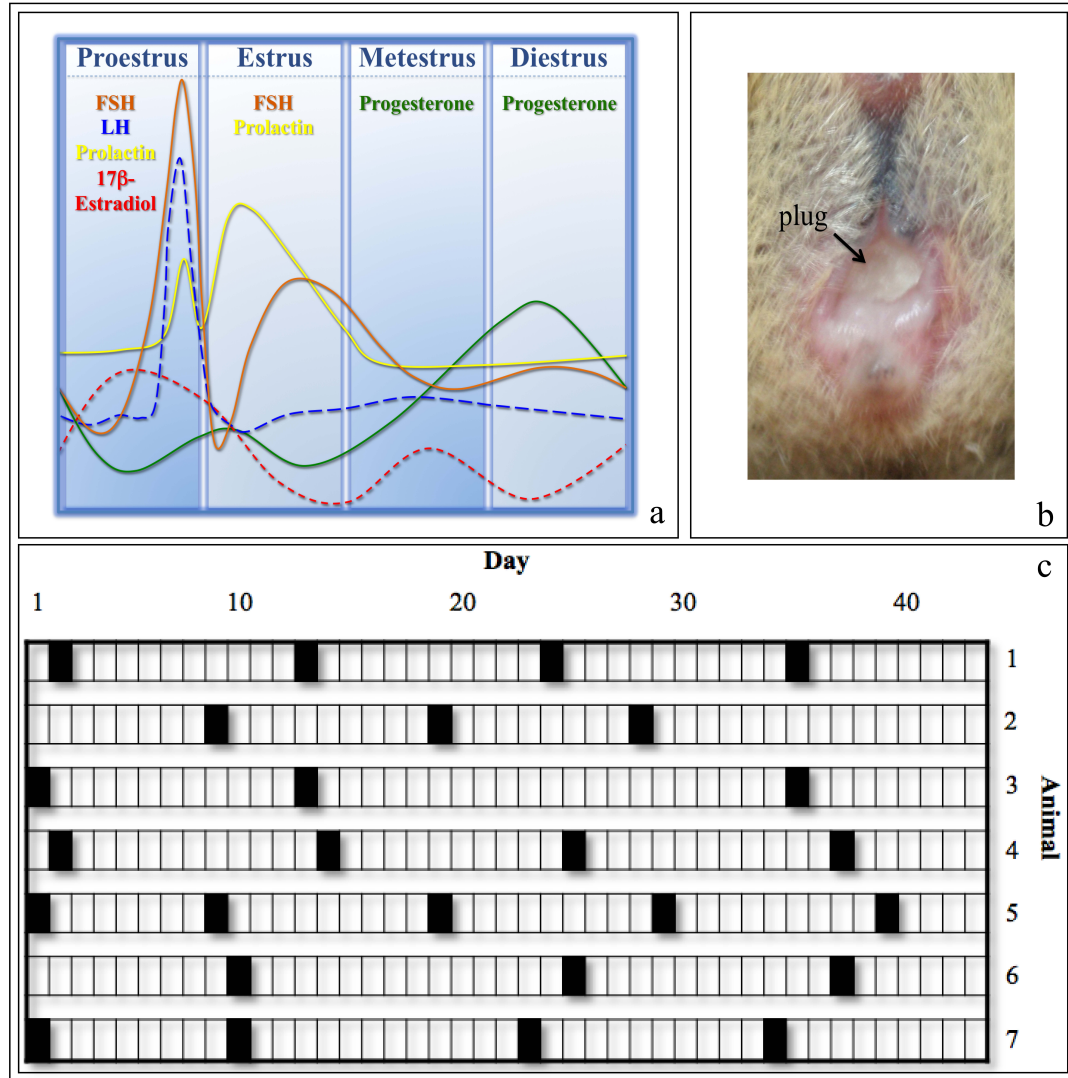 Proestrus Estrus Metestrus Diestrus
FSH
LH
Prolactin
17β-
Estradiol
FSH
Prolactin
Progesterone
Progesterone
a
plug
b
Day
c
1 10 20 30 40
1
2
3
4
5
6
7
Animal